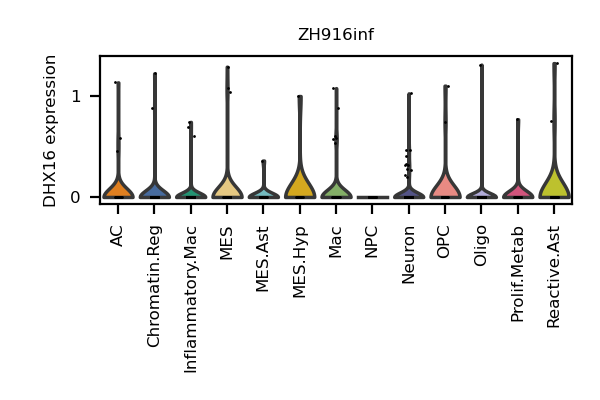 ZH916inf
DHX16 expression
1
0
AC
Chromatin.Reg
Inflammatory.Mac
MES
MES.Ast
MES.Hyp
Mac
NPC
Neuron
OPC
Oligo
Prolif.Metab
Reactive.Ast